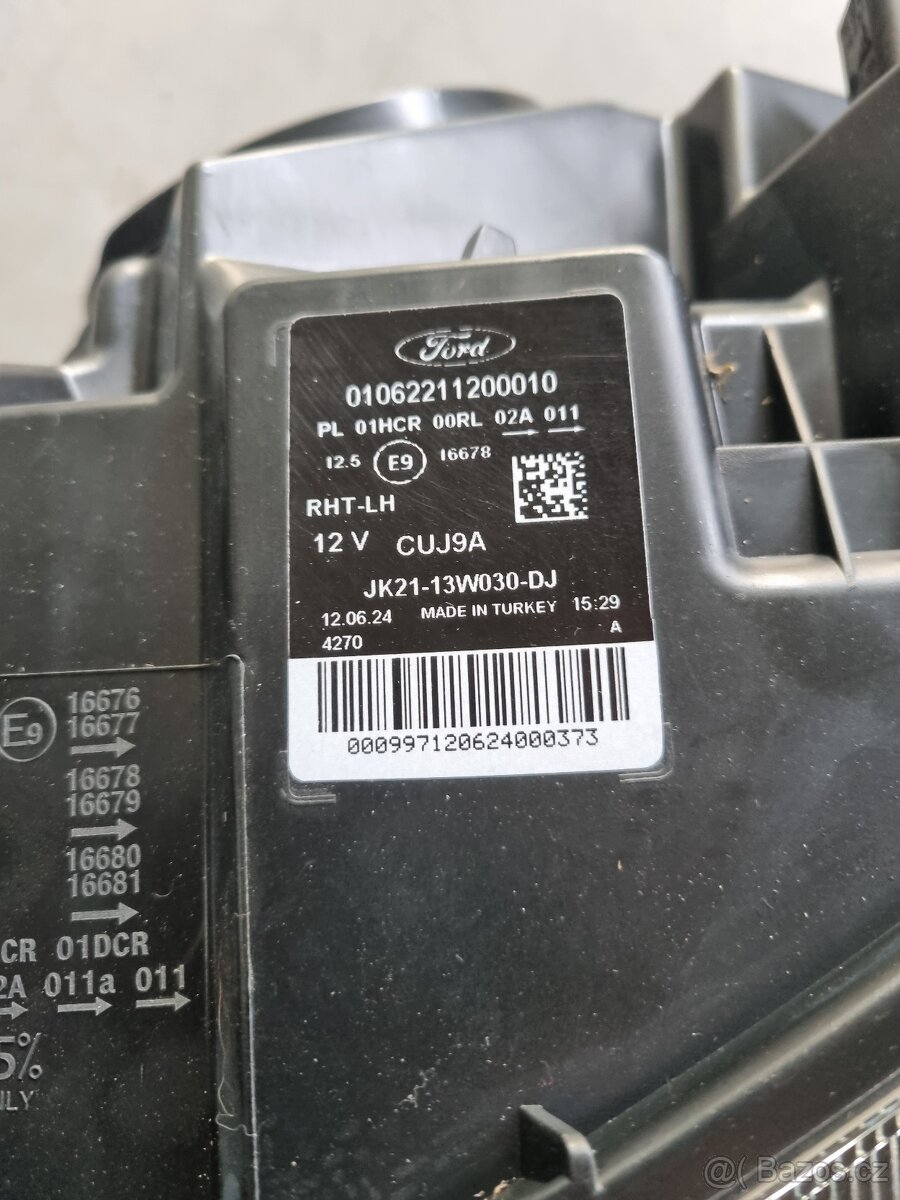 Ford
01062211200010
PL 01HCR 00RL 02A 011
12.5 E9 16678
RHT-LH
12 V CUJ9A
JK21-13W030-DJ
12.06.24 MADE IN TURKEY 15:29
4270 A
000997120624000373
E9
16676
16677
16678
16679
16680
16681
CR 01DCR
2A 011a 011
5%
@ Bazos.cz